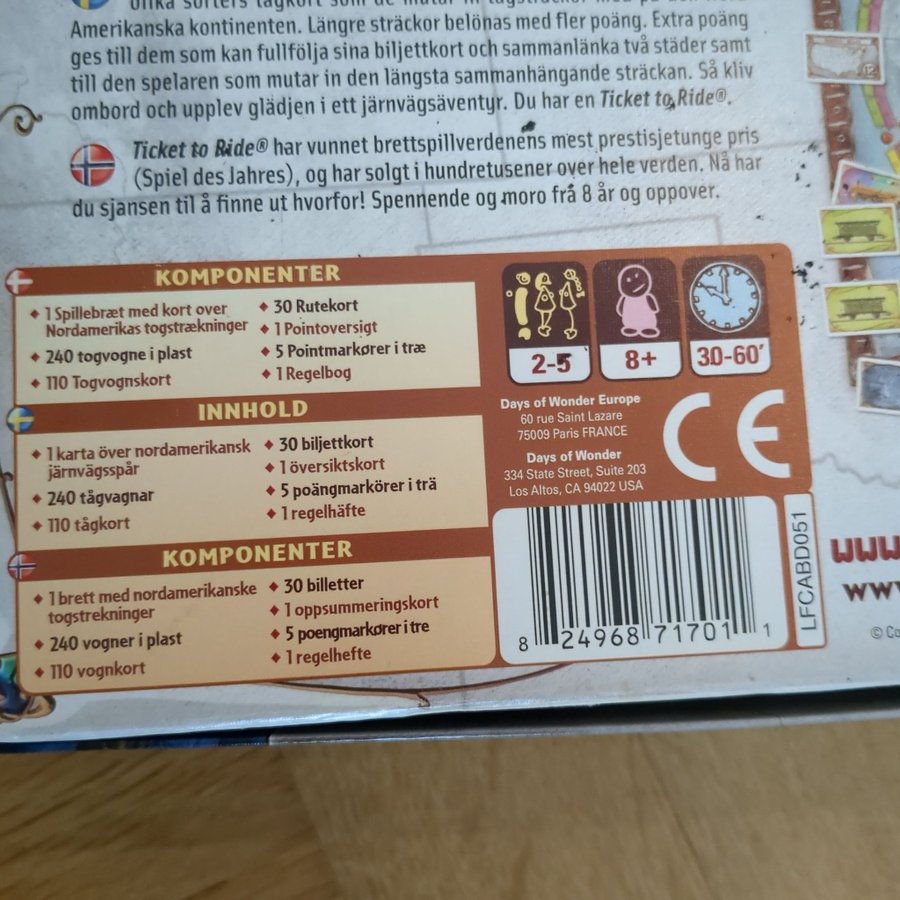 olika sorters tågkort som de mutar in
Amerikanska kontinenten. Längre sträckor belönas med fler poäng. Extra poäng
ges till dem som kan fullfölja sina biljettkort och sammanlänka två städer samt
till den spelaren som mutar in den längsta sammanhängande sträckan. Så kliv
ombord och upplev glädjen i ett järnvägsäventyr. Du har en Ticket to Ride®.
Ticket to Ride® har vunnet brettspillverdenens mest prestisjetunge pris
(Spiel des Jahres), og har solgt i hundretusener over hele verden. Nå har
du sjansen til å finne ut hvorfor! Spennende og moro frå 8 år og oppover.
KOMPONENTER
♦ 1 Spillebræt med kort over
Nordamerikas togstrækninger
♦ 240 togvogne i plast
♦ 110 Togvognskort
♦ 30 Rutekort
♦ 1 Pointoversigt
♦ 5 Pointmarkører i træ
♦ 1 Regelbog
INNHOLD
♦ 1 karta över nordamerikansk
järnvägsspår
♦ 240 tågvagnar
♦ 110 tågkort
♦ 30 biljettkort
♦ 1 översiktskort
♦ 5 poängmarkörer i trä
♦ 1 regelhäfte
KOMPONENTER
♦ 1 brett med nordamerikanske
togstrekninger
♦ 240 vogner i plast
♦ 110 vognkort
♦ 30 billetter
♦ 1 oppsummeringskort
♦ 5 poengmarkører i tre
♦ 1 regelhefte
2-5
8+
30-60'
Days of Wonder Europe
60 rue Saint Lazare
75009 Paris FRANCE
Days of Wonder
334 State Street, Suite 203
Los Altos, CA 94022 USA
CE
8 24968 71701 1
LFCABD051
www
www.
© Co
12